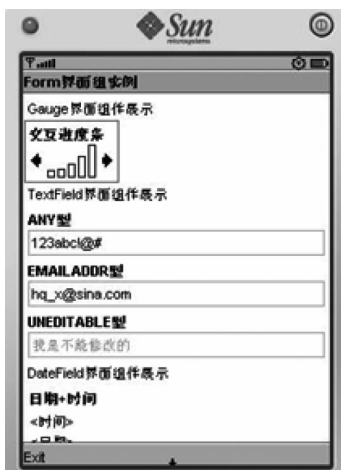 Sun
microsystems
Form界面组实例
Gauge界面组件展示
交互进度条
TextField界面组件展示
ANY型
123abc!@#
EMAILADDR型
hq_x@sina.com
UNEDITABLE型
我是不能修改的
DateField界面组件展示
日期+时间
<时间>
<日期>
Exit